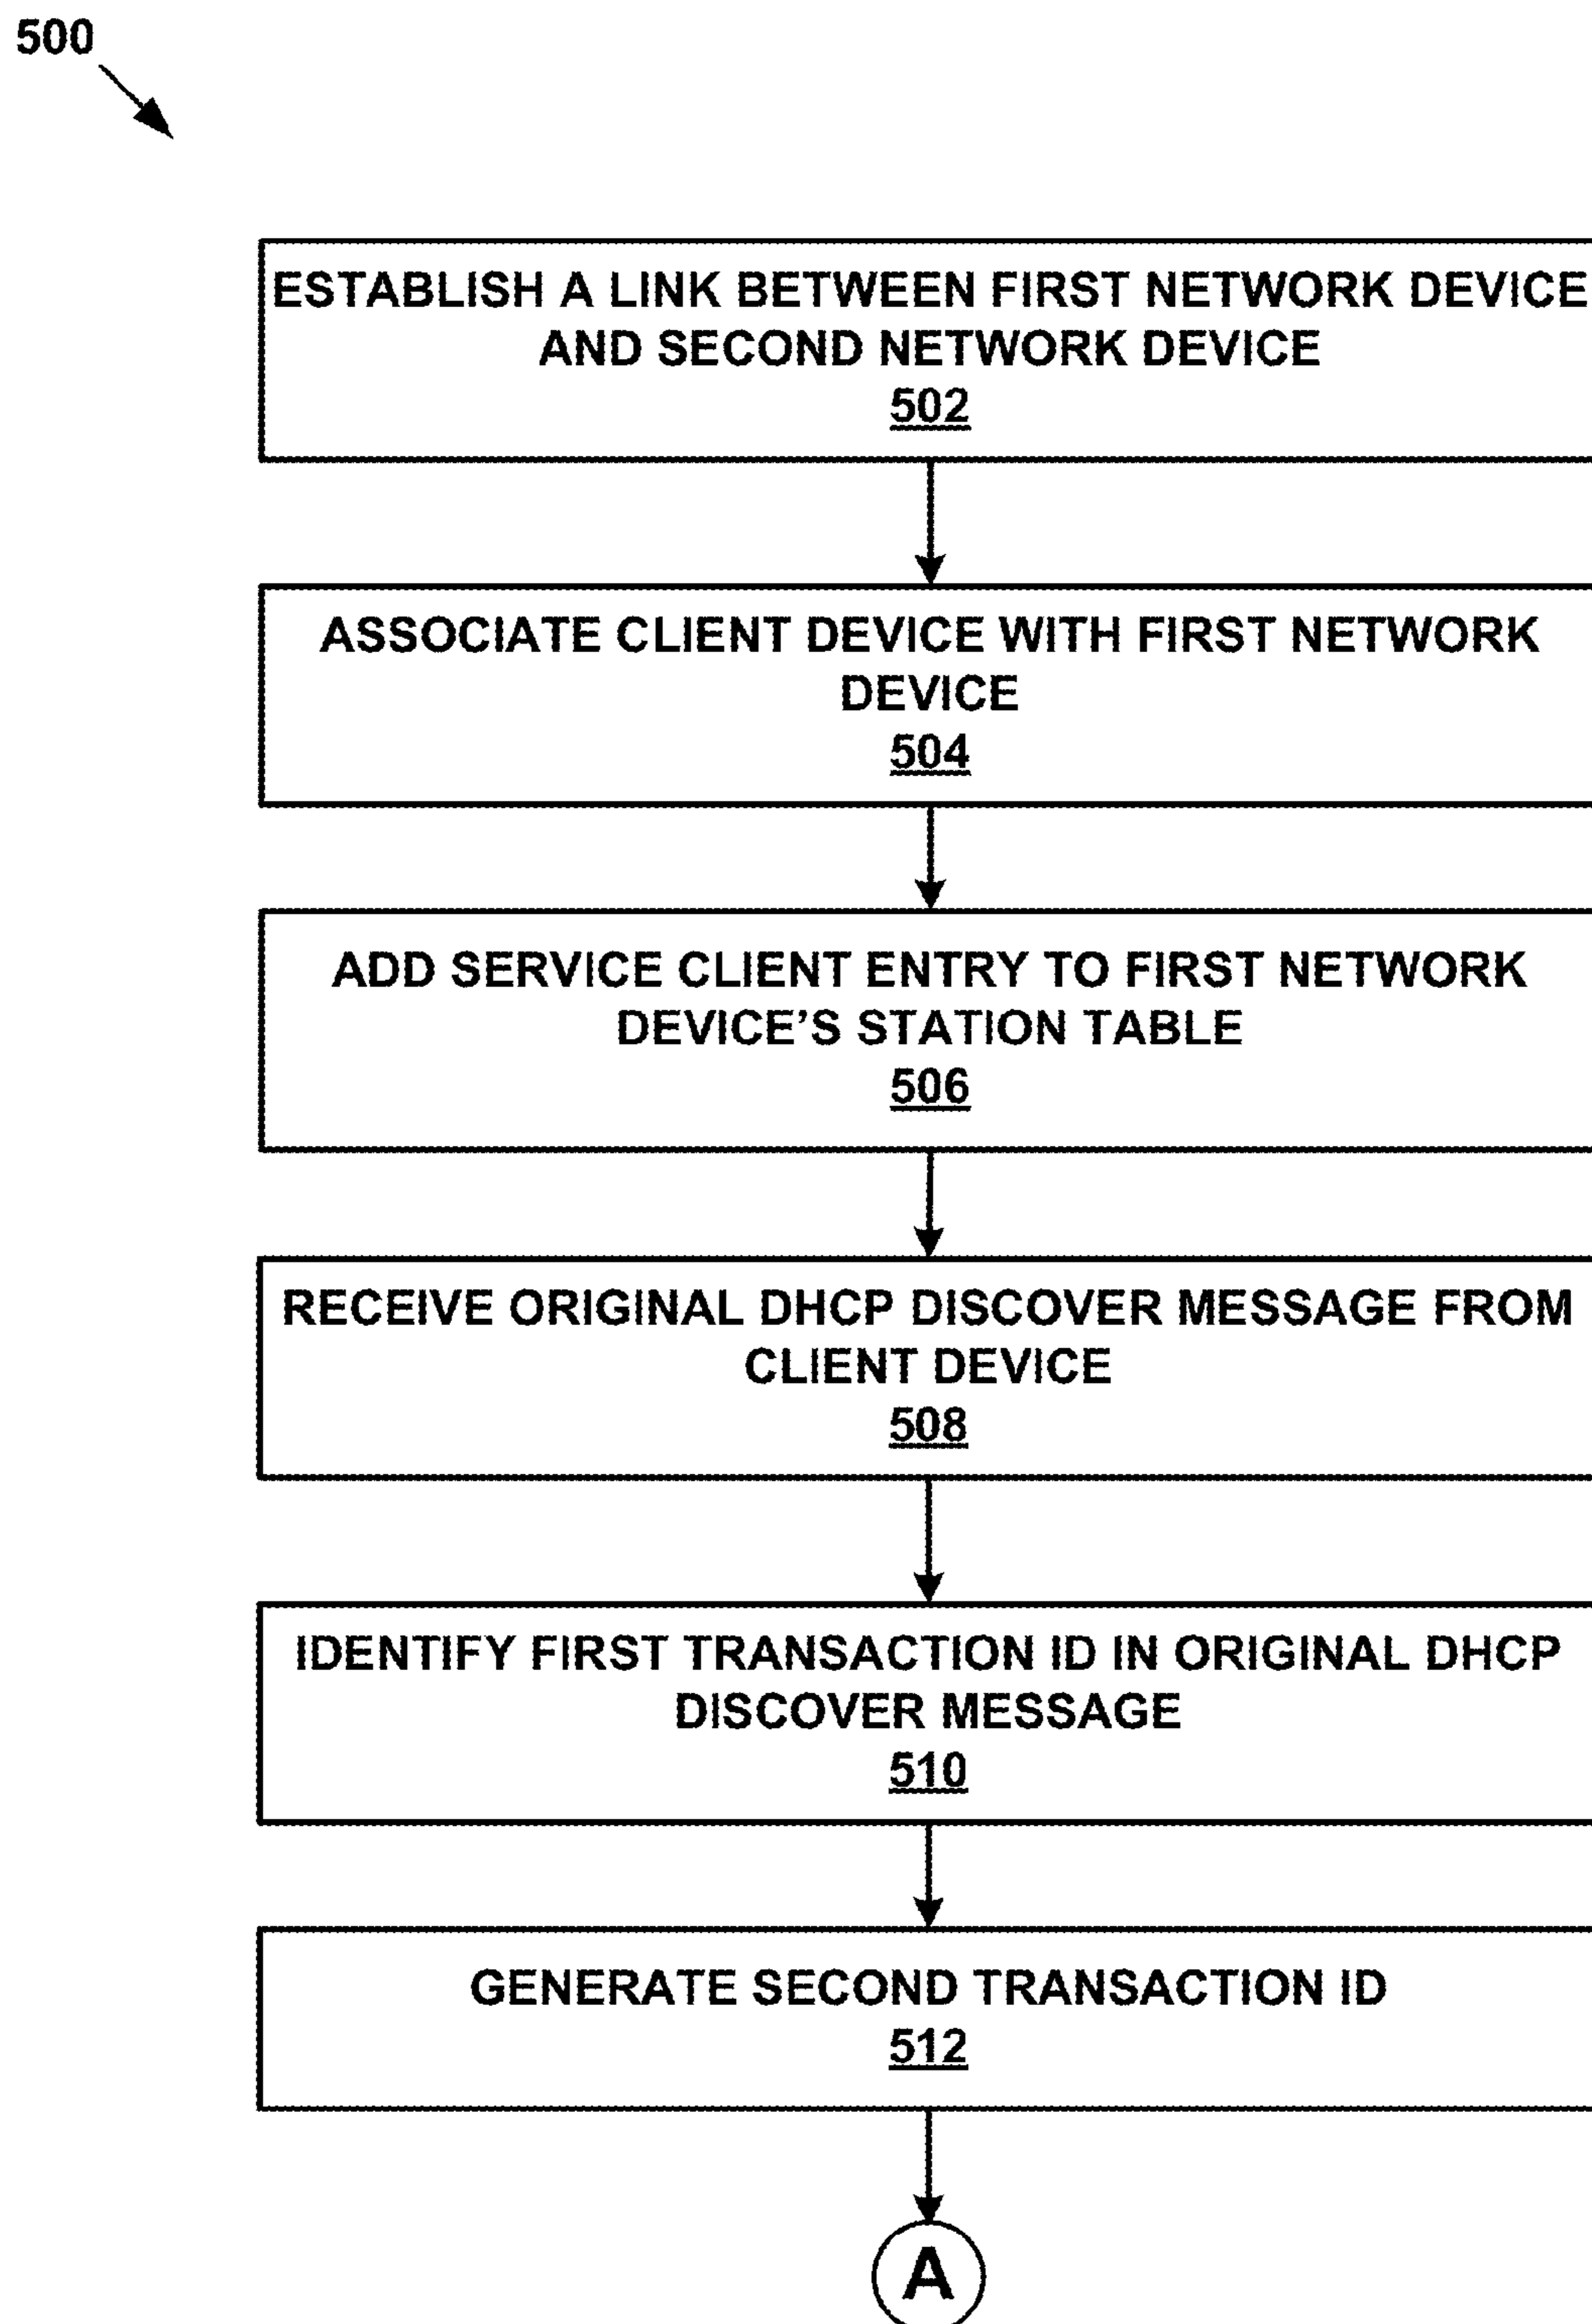 500
ESTABLISH A LINK BETWEEN FIRST NETWORK DEVICE
AND SECOND NETWORK DEVICE
502
ASSOCIATE CLIENT DEVICE WITH FIRST NETWORK
DEVICE
504
ADD SERVICE CLIENT ENTRY TO FIRST NETWORK
DEVICE’S STATION TABLE
506
RECEIVE ORIGINAL DHCP DISCOVER MESSAGE FROM
CLIENT DEVICE
508
IDENTIFY FIRST TRANSACTION ID IN ORIGINAL DHCP
DISCOVER MESSAGE
510
GENERATE SECOND TRANSACTION ID
512
A